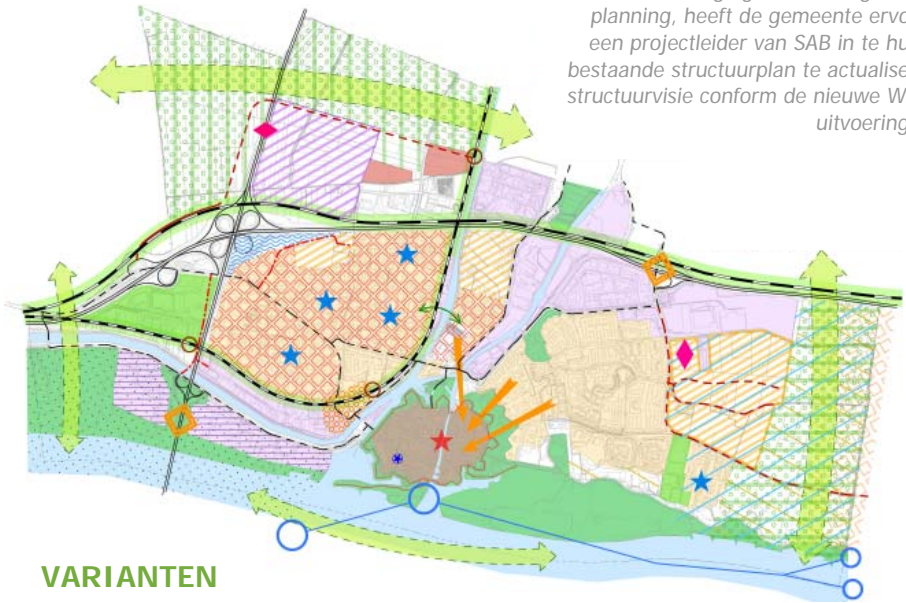 planning, heeft de gemeente ervo
een projectleider van SAB in te hu
bestaande structuurplan te actualise
structuurvisie conform de nieuwe W
uitvoering
VARIANTEN